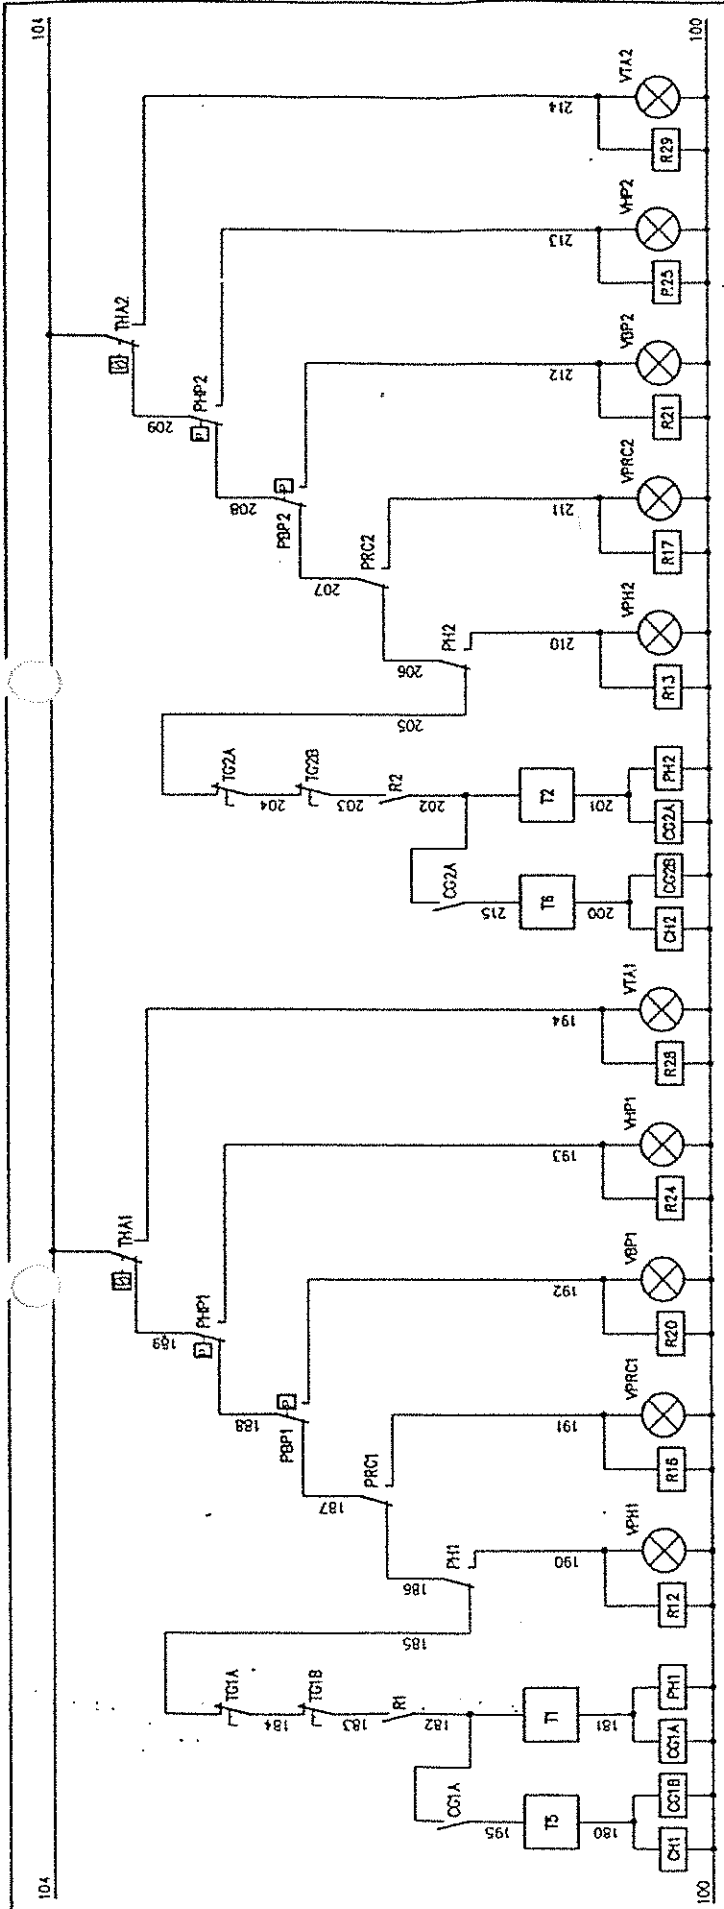 104
100
VTA2
214
R29
VHP2
213
R25
THA2
209
PHP2
P
208
PBP2
P
VBP2
212
R21
VPRC2
211
R17
207
PRC2
206
PH2
VPH2
210
R13
205
TG2A
204
TG2B
203
R2
202
T2
201
PH2
CG2A
CG2A
215
T6
200
CG2B
CH2
VTA1
194
R28
VHP1
193
R24
THA1
189
PHP1
P
188
PBP1
P
VBP1
192
R20
VPRC1
191
R16
187
PRC1
186
PH1
VPH1
190
R12
185
TG1A
184
TG1B
183
R1
182
T1
181
PH1
CG1A
CG1A
195
T5
180
CG1B
CH1
104
100